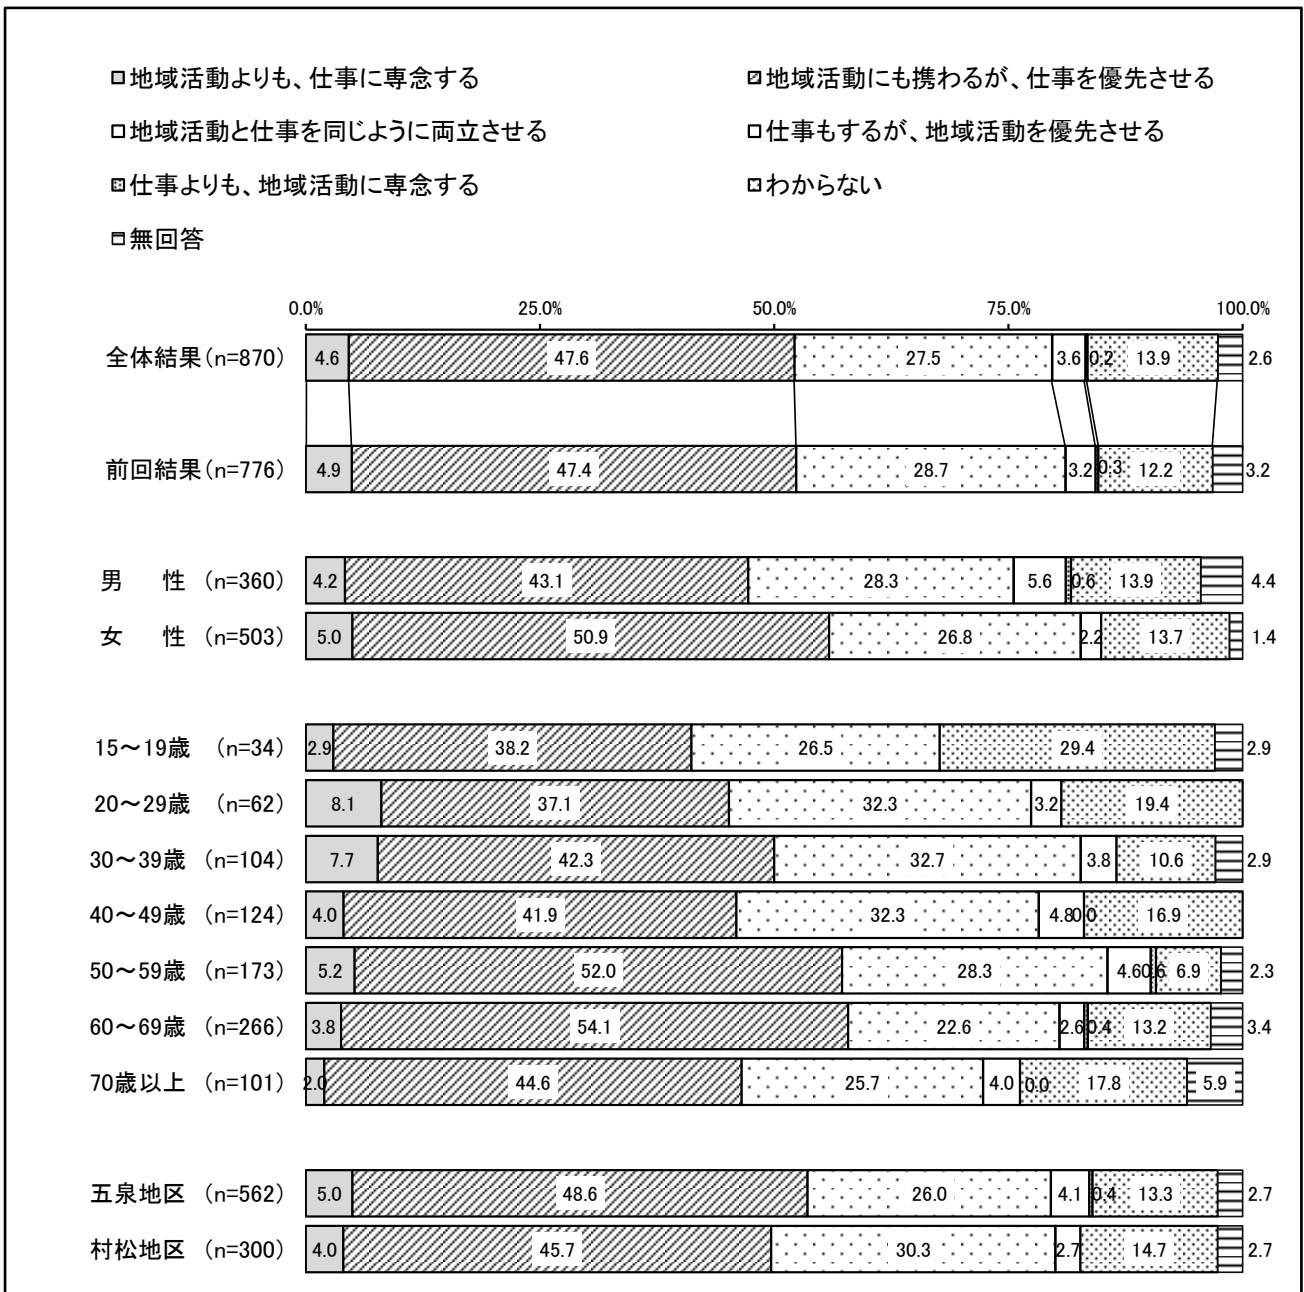 地域活動よりも、仕事に専念する 地域活動にも携わるが、仕事を優先させる
地域活動と仕事を同じように両立させる 仕事もするが、地域活動を優先させる
仕事よりも、地域活動に専念する わからない
無回答
0.0% 25.0% 50.0% 75.0% 100.0%
全体結果(n=870) 4.6 47.6 27.5 3.6 0.2 13.9 2.6
前回結果(n=776) 4.9 47.4 28.7 3.2 0.3 12.2 3.2
男 性 (n=360) 4.2 43.1 28.3 5.6 0.6 13.9 4.4
女 性 (n=503) 5.0 50.9 26.8 2.2 13.7 1.4
15～19歳 (n=34) 2.9 38.2 26.5 29.4 2.9
20～29歳 (n=62) 8.1 37.1 32.3 3.2 19.4
30～39歳 (n=104) 7.7 42.3 32.7 3.8 10.6 2.9
40～49歳 (n=124) 4.0 41.9 32.3 4.8 0.0 16.9
50～59歳 (n=173) 5.2 52.0 28.3 4.6 0.6 6.9 2.3
60～69歳 (n=266) 3.8 54.1 22.6 2.6 0.4 13.2 3.4
70歳以上 (n=101) 2.0 44.6 25.7 4.0 0.0 17.8 5.9
五泉地区 (n=562) 5.0 48.6 26.0 4.1 0.4 13.3 2.7
村松地区 (n=300) 4.0 45.7 30.3 2.7 14.7 2.7